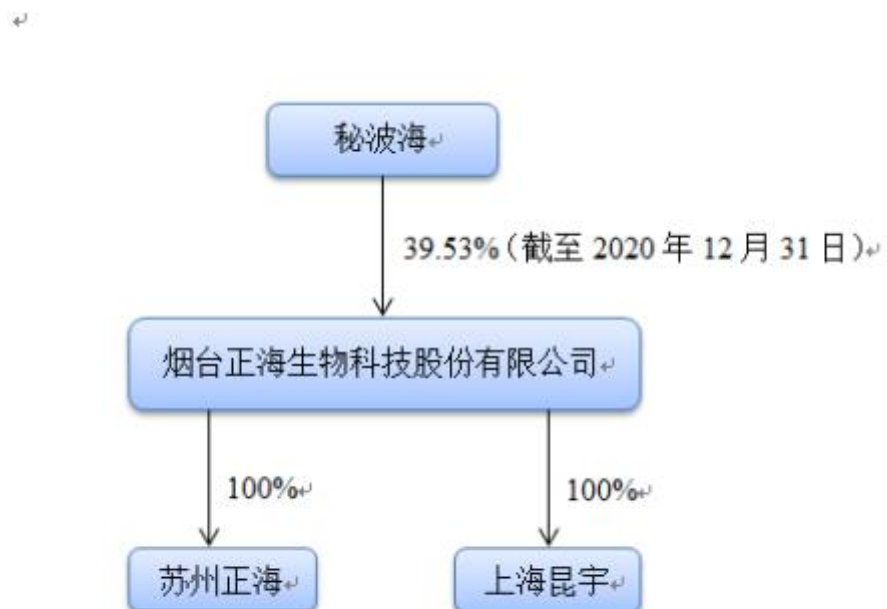 秘波海
39.53%（截至 2020 年 12 月 31 日）
烟台正海生物科技股份有限公司
100%
100%
苏州正海
上海昆宇